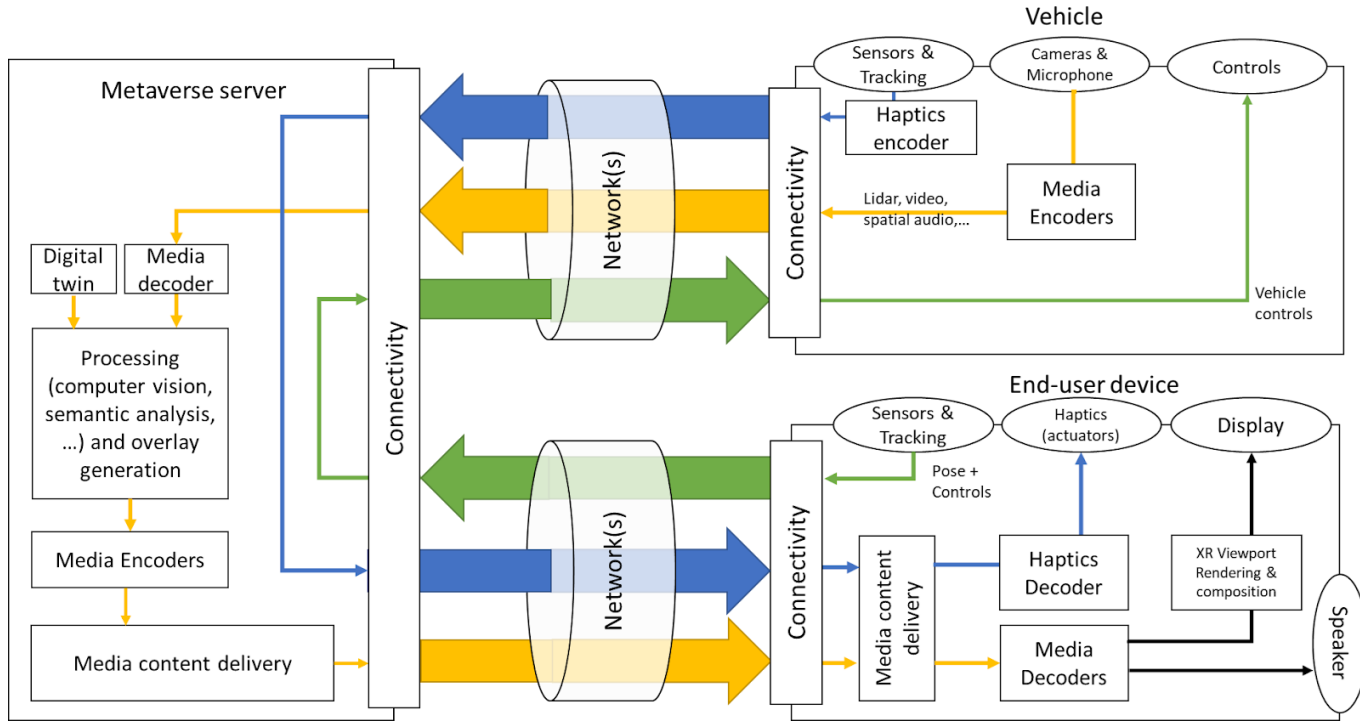 Metaverse server
Digital
twin
Media
decoder
Processing
(computer vision,
semantic analysis,
…) and overlay
generation
Media Encoders
Media content delivery
Connectivity
Network(s)
Network(s)
Vehicle
Sensors &
Tracking
Cameras &
Microphone
Controls
Haptics
encoder
Media
Encoders
Lidar, video,
spatial audio,…
Connectivity
Vehicle
controls
End-user device
Sensors &
Tracking
Haptics
(actuators)
Display
Pose +
Controls
Connectivity
Media content
delivery
Haptics
Decoder
XR Viewport
Rendering &
composition
Media
Decoders
Speaker